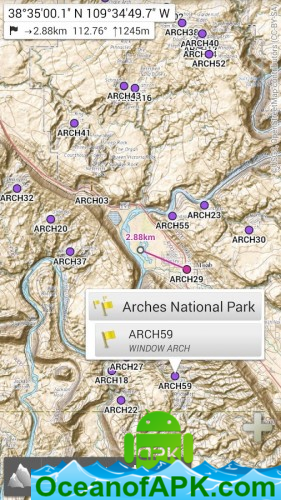 38°35'00.1" N 109°34'49.7" W
2.88km 112.76° ↑1245m
ARCH38
ARCH40
ARCH52
ARCH43
ARCH41
ARCH32
ARCH03
ARCH20
ARCH55
ARCH23
ARCH30
2.88km
ARCH37
ARCH29
Arches National Park
ARCH59
WINDOW ARCH
ARCH27
ARCH18
ARCH59
ARCH22
APK
OceanofAPK.com